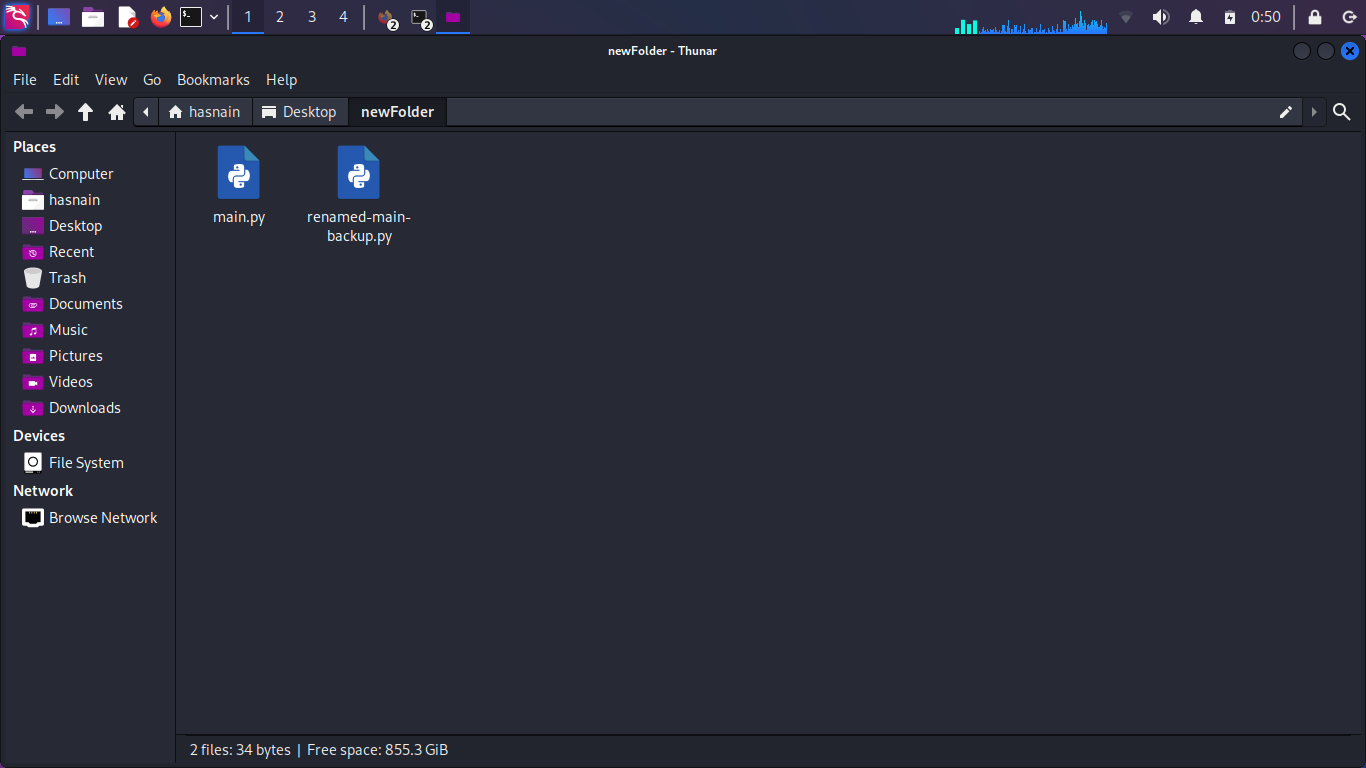 1 2 3 4 2 2 0:50
newFolder - Thunar
File Edit View Go Bookmarks Help
hasnain Desktop newFolder
Places
Computer
hasnain
Desktop
Recent
Trash
Documents
Music
Pictures
Videos
Downloads
Devices
File System
Network
Browse Network
main.py
renamed-main-
backup.py
2 files: 34 bytes | Free space: 855.3 GiB